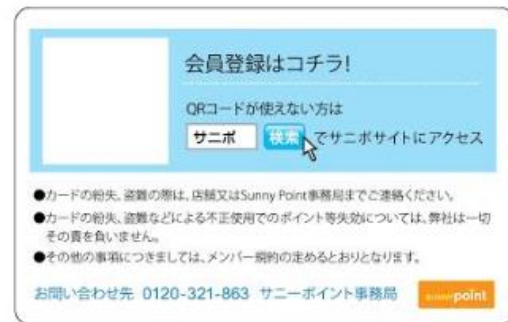 会員登録はコチラ!
QRコードが使えない方は
サニポ 検索 でサニポサイトにアクセス
●カードの紛失、盗難の際は、店舗又はSunny Point事務局までご連絡ください。
●カードの紛失、盗難などによる不正使用でのポイント等失効については、弊社は一切
その責を負いません。
●その他の事項につきましては、メンバー規約の定めるとおりとなります。
お問い合わせ先 0120-321-863 サニーポイント事務局
sunnypoint